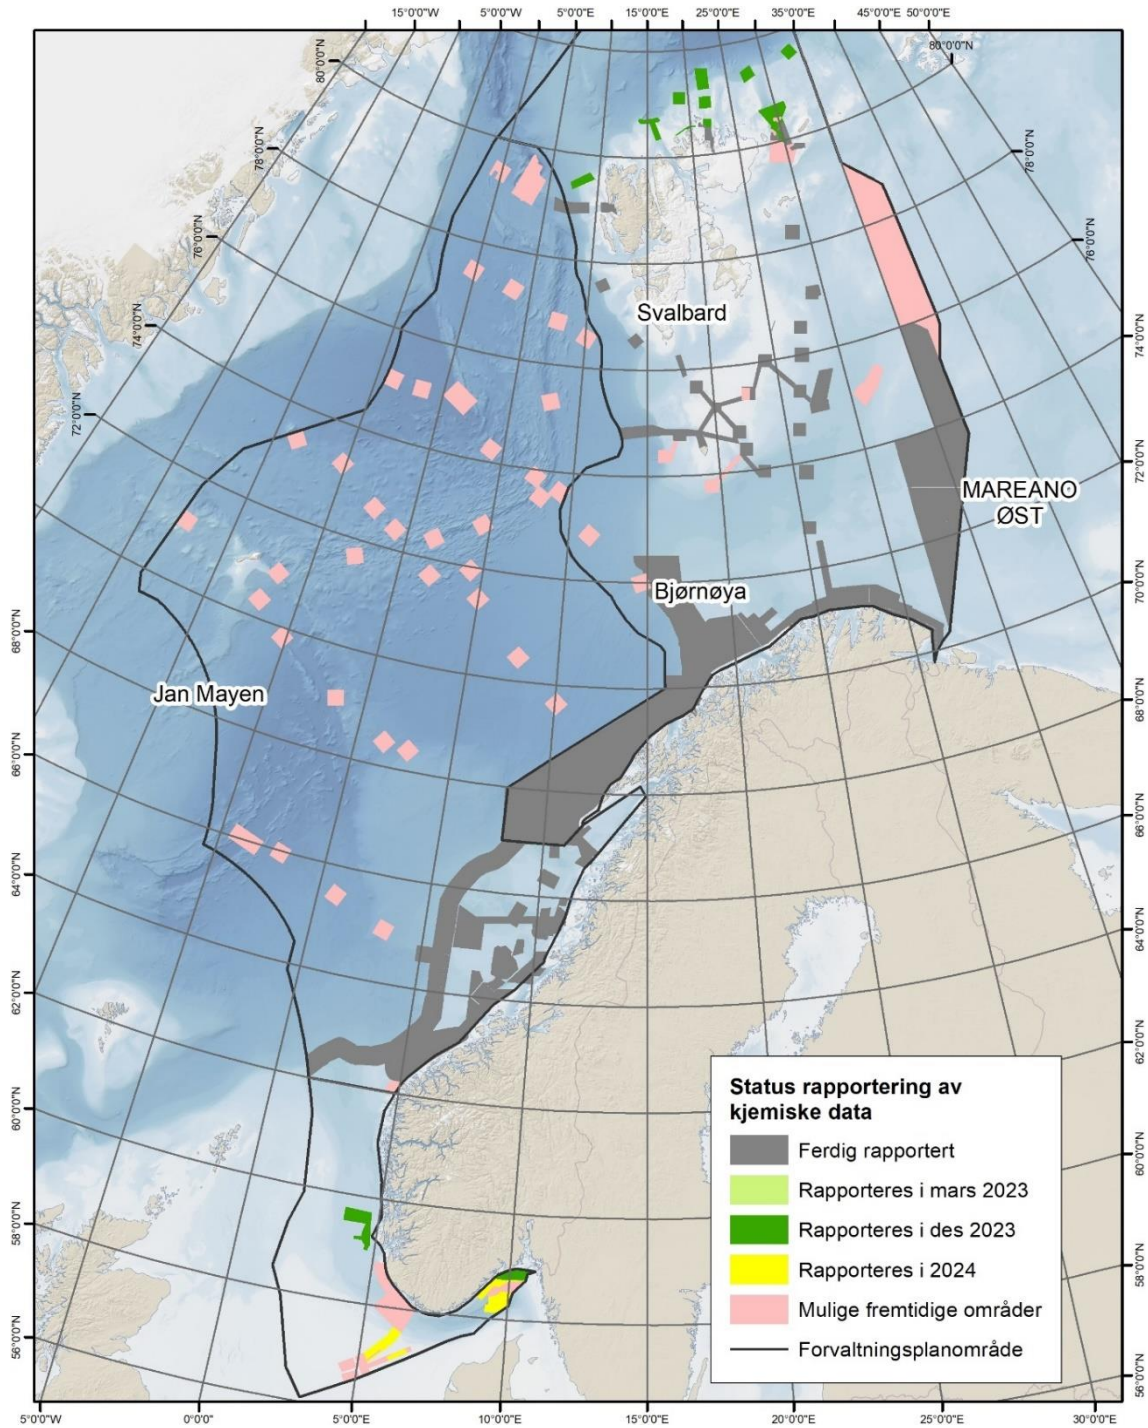 15°0'0"W 5°0'0"W 5°0'0"E 15°0'0"E 25°0'0"E 35°0'0"E 45°0'0"E 50°0'0"E
80°0'0"N
80°0'0"N
78°0'0"N
78°0'0"N
76°0'0"N
76°0'0"N
74°0'0"N
74°0'0"N
72°0'0"N
72°0'0"N
Svalbard
MAREANO
ØST
Bjørnøya
70°0'0"N
68°0'0"N
68°0'0"N
Jan Mayen
66°0'0"N
66°0'0"N
64°0'0"N
64°0'0"N
62°0'0"N
62°0'0"N
60°0'0"N
60°0'0"N
58°0'0"N
58°0'0"N
56°0'0"N
56°0'0"N
Status rapportering av
kjemiske data
Ferdig rapportert
Rapporteres i mars 2023
Rapporteres i des 2023
Rapporteres i 2024
Mulige fremtidige områder
Forvaltningsplanområde
5°0'0"W 0°0'0" 5°0'0"E 10°0'0"E 15°0'0"E 20°0'0"E 25°0'0"E 30°0'0"E